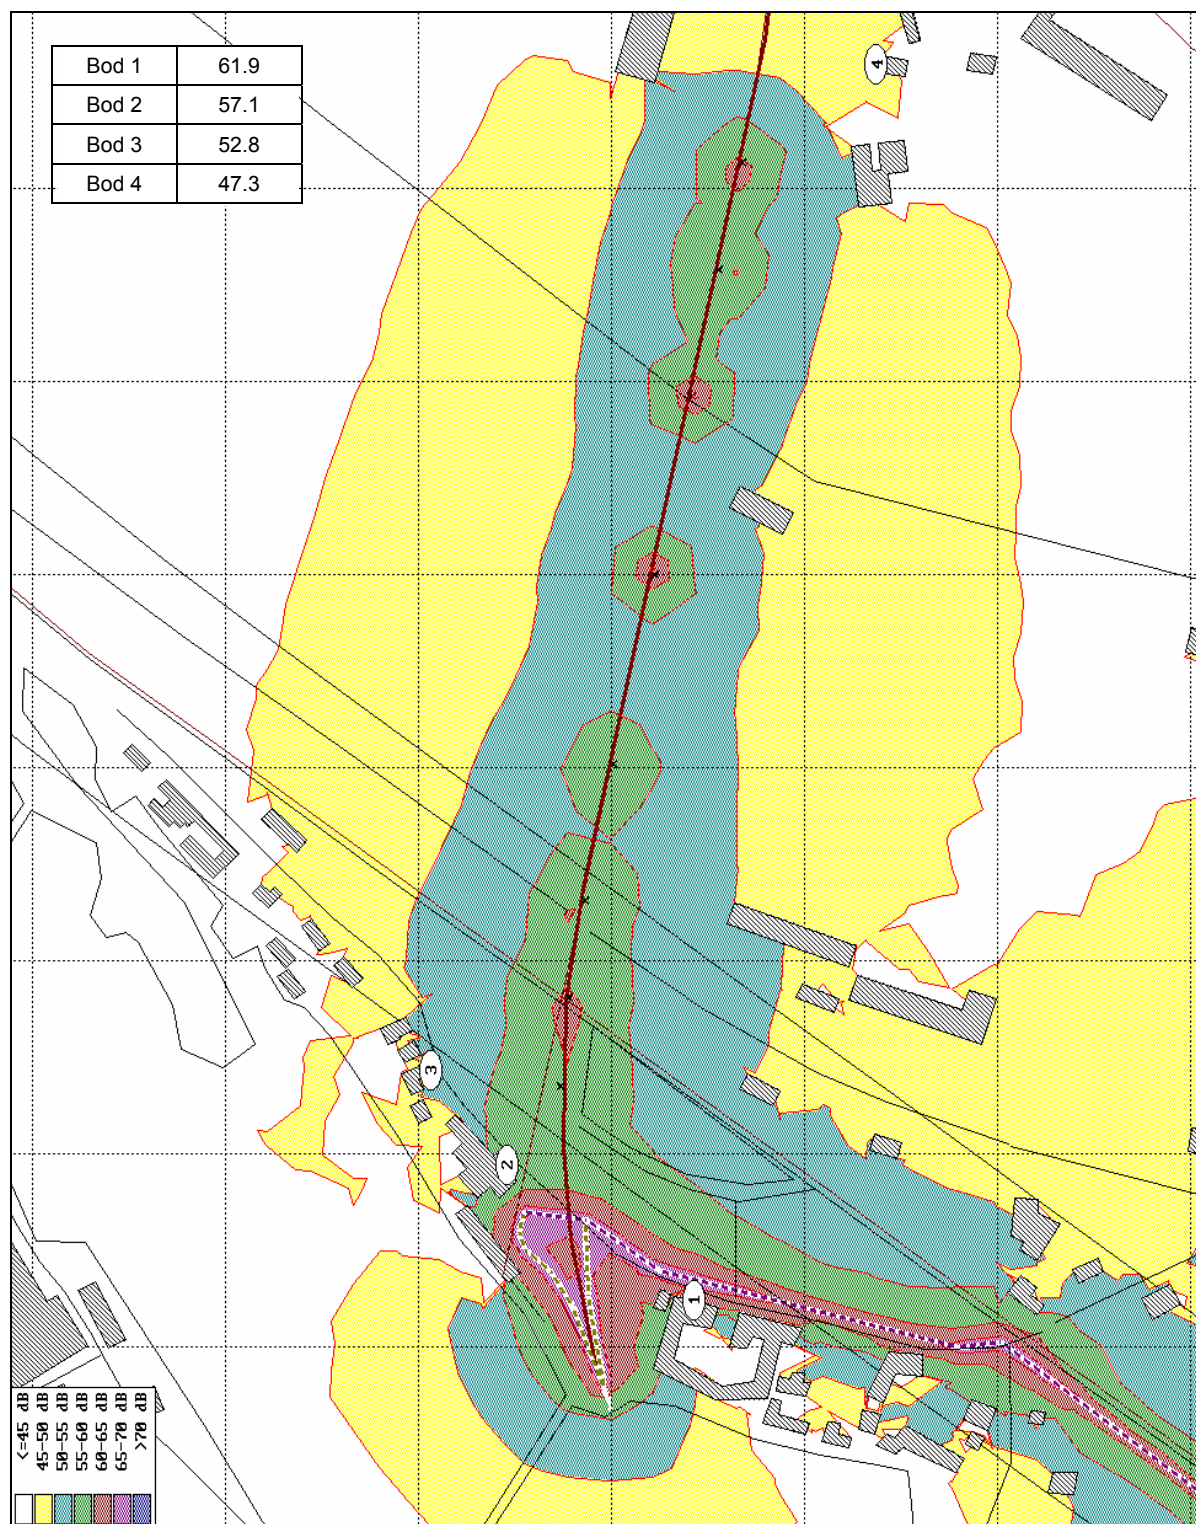 Bod 1 61.9
Bod 2 57.1
Bod 3 52.8
Bod 4 47.3
4
3
2
1
<=45 dB
45-50 dB
50-55 dB
55-60 dB
60-65 dB
65-70 dB
>70 dB